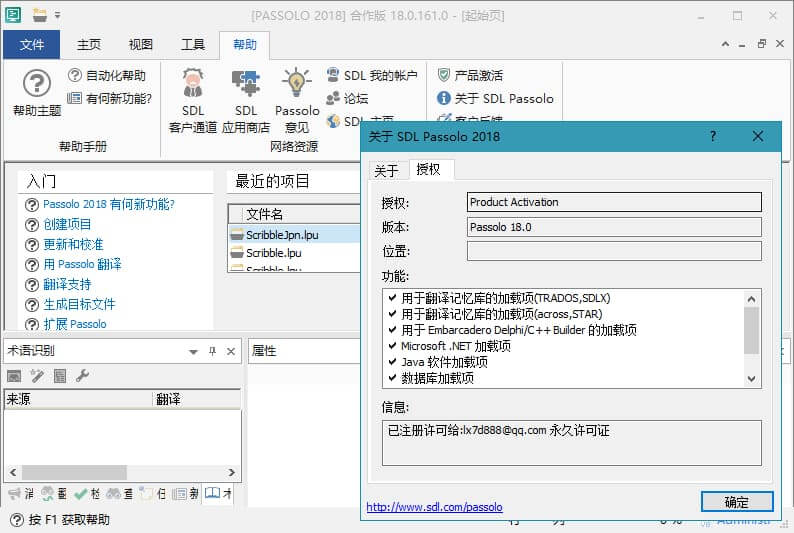 [PASSOLO 2018] 合作版 18.0.161.0 - [起始页]
文件 主页 视图 工具 帮助
帮助主题
自动化帮助
有何新功能?
帮助手册
SDL 客户通道
SDL 应用商店
Passolo 意见
SDL 我的帐户
论坛
SDL 主页
网络资源
产品激活
关于 SDL Passolo
客户反馈
入门
Passolo 2018 有何新功能?
创建项目
更新和校准
用 Passolo 翻译
翻译支持
生成目标文件
扩展 Passolo
最近的项目
文件名
ScribbleJpn.lpu
Scribble.lpu
Scribble.lpu
术语识别
来源 翻译
属性
关于 SDL Passolo 2018 ?
关于 授权
授权: Product Activation
版本: Passolo 18.0
位置:
功能:
用于翻译记忆库的加载项(TRADOS,SDLX)
用于翻译记忆库的加载项(across,STAR)
用于 Embarcadero Delphi/C++ Builder 的加载项
Microsoft .NET 加载项
Java 软件加载项
数据库加载项
信息:
已注册许可给:lx7d888@qq.com 永久许可证
http://www.sdl.com/passolo
确定
按 F1 获取帮助
0 %
Administr